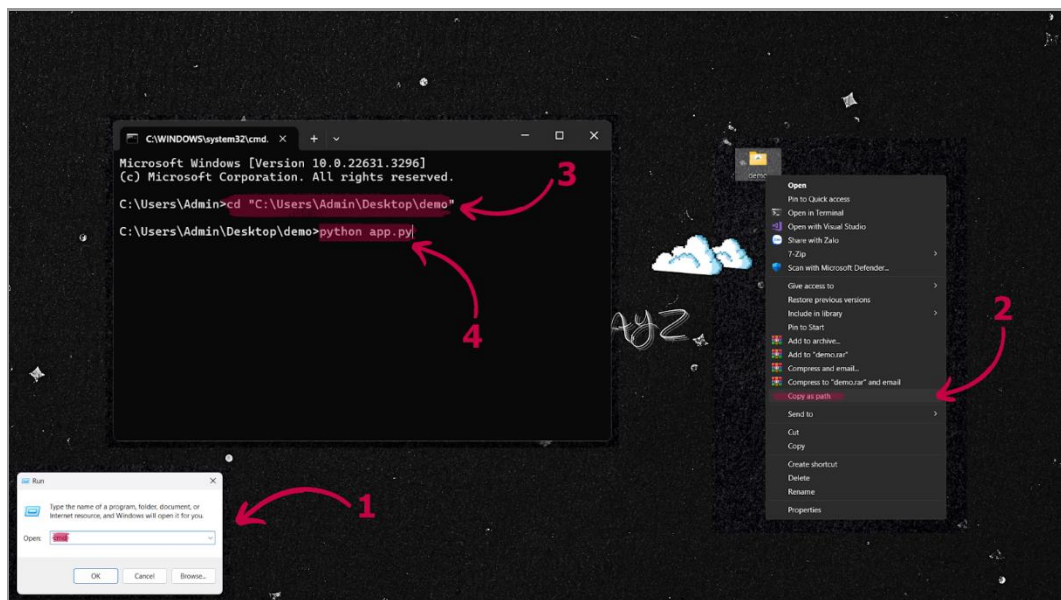 C:\WINDOWS\system32\cmd.
Microsoft Windows [Version 10.0.22631.3296]
(c) Microsoft Corporation. All rights reserved.
C:\Users\Admin>cd "C:\Users\Admin\Desktop\demo"
C:\Users\Admin\Desktop\demo>python app.py
3
4
demo
Open
Pin to Quick access
Open in Terminal
Open with Visual Studio
Share with Zalo
7-Zip
Scan with Microsoft Defender...
Give access to
Restore previous versions
Include in library
Pin to Start
Add to archive...
Add to "demo.rar"
Compress and email...
Compress to "demo.rar" and email
Copy as path
Send to
Cut
Copy
Create shortcut
Delete
Rename
Properties
2
Run
Type the name of a program, folder, document, or
Internet resource, and Windows will open it for you.
Open:
cmd
OK
Cancel
Browse...
1